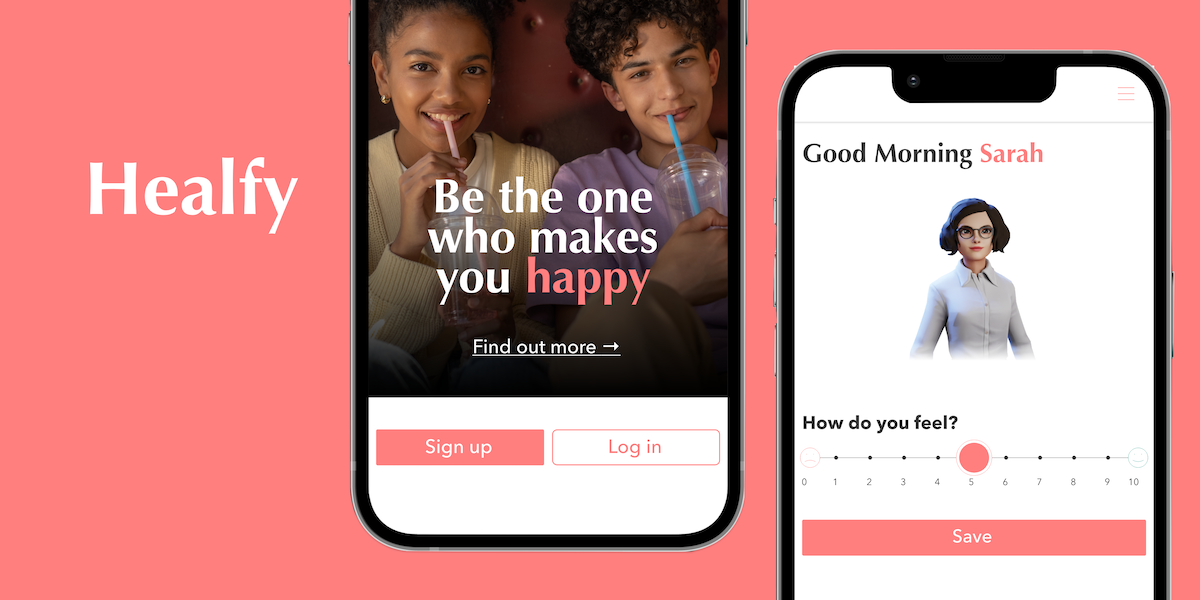 Healfy
Be the one
who makes
you happy
Find out more →
Sign up
Log in
Good Morning Sarah
How do you feel?
0 1 2 3 4 5 6 7 8 9 10
Save